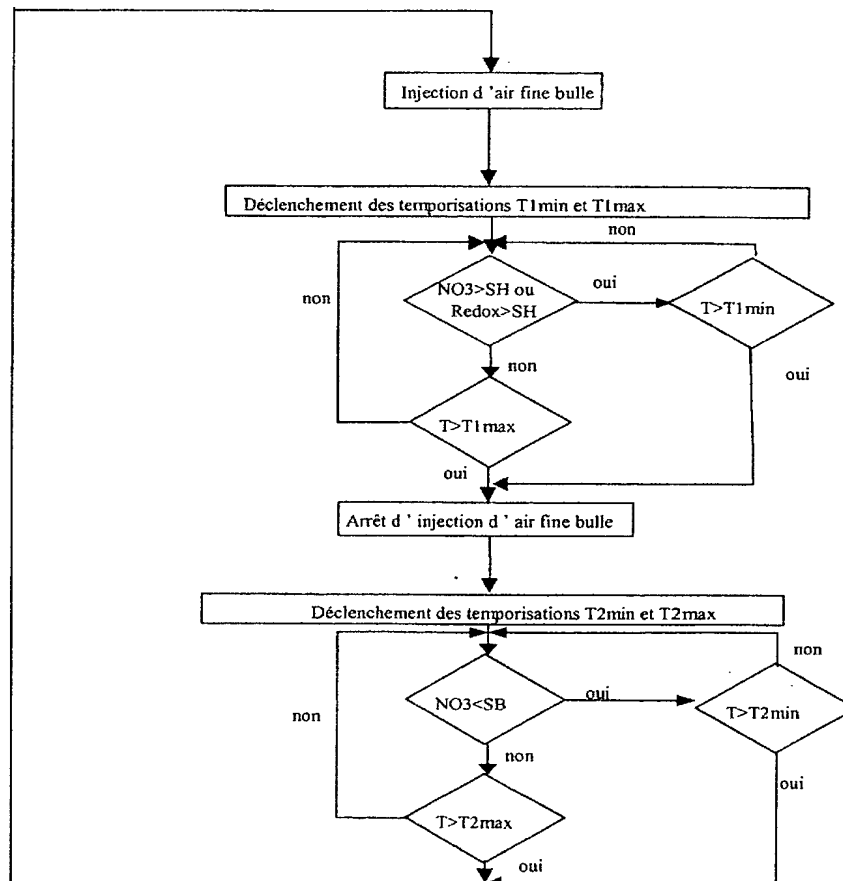 Injection d ' air fine bulle
Déclenchement des temporisations T1min et T1max
non
non
NO3>SH ou
Redox>SH
oui
T>T1min
non
oui
T>T1max
oui
Arrêt d ' injection d ' air fine bulle
Déclenchement des temporisations T2min et T2max
non
non
NO3<SB
oui
T>T2min
non
oui
T>T2max
oui